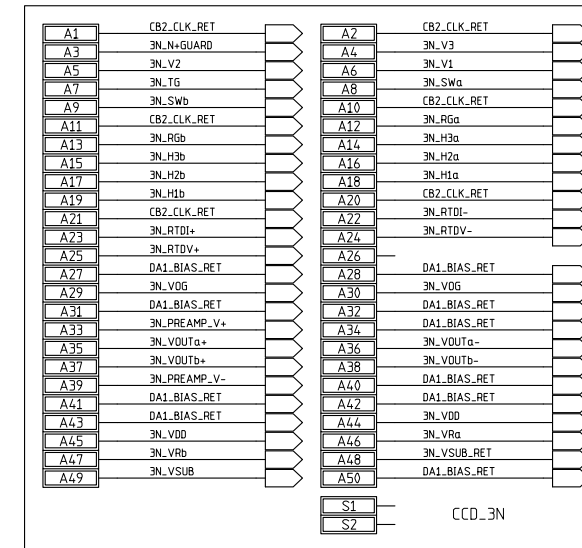 A1 CB2_CLK_RET A2 CB2_CLK_RET
A3 3N_N+GUARD A4 3N_V3
A5 3N_V2 A6 3N_V1
A7 3N_TG A8 3N_SWa
A9 3N_SWb A10 CB2_CLK_RET
A11 CB2_CLK_RET A12 3N_RGa
A13 3N_RGb A14 3N_H3a
A15 3N_H3b A16 3N_H2a
A17 3N_H2b A18 3N_H1a
A19 3N_H1b A20 CB2_CLK_RET
A21 CB2_CLK_RET A22 3N_RTDI-
A23 3N_RTDI+ A24 3N_RTDV-
A25 3N_RTDV+ A26
A27 DA1_BIAS_RET A28 DA1_BIAS_RET
A29 3N_VOG A30 3N_VOG
A31 DA1_BIAS_RET A32 DA1_BIAS_RET
A33 3N_PREAMP_V+ A34 DA1_BIAS_RET
A35 3N_VOUTa+ A36 3N_VOUTa-
A37 3N_VOUTb+ A38 3N_VOUTb-
A39 3N_PREAMP_V- A40 DA1_BIAS_RET
A41 DA1_BIAS_RET A42 DA1_BIAS_RET
A43 DA1_BIAS_RET A44 3N_VDD
A45 3N_VDD A46 3N_VRa
A47 3N_VRb A48 3N_VSUB_RET
A49 3N_VSUB A50 DA1_BIAS_RET
S1
S2
CCD_3N